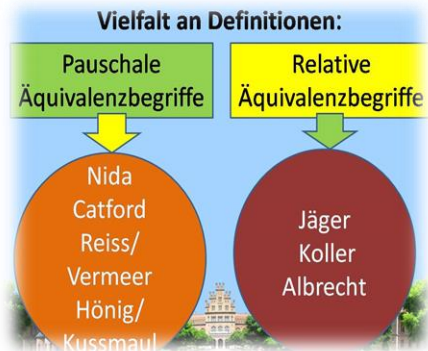 Vielfalt an Definitionen:
Pauschale
Äquivalenzbegriffe
Relative
Äquivalenzbegriffe
Nida
Catford
Reiss/
Vermeer
Hönig/
Kussmaul
Jäger
Koller
Albrecht